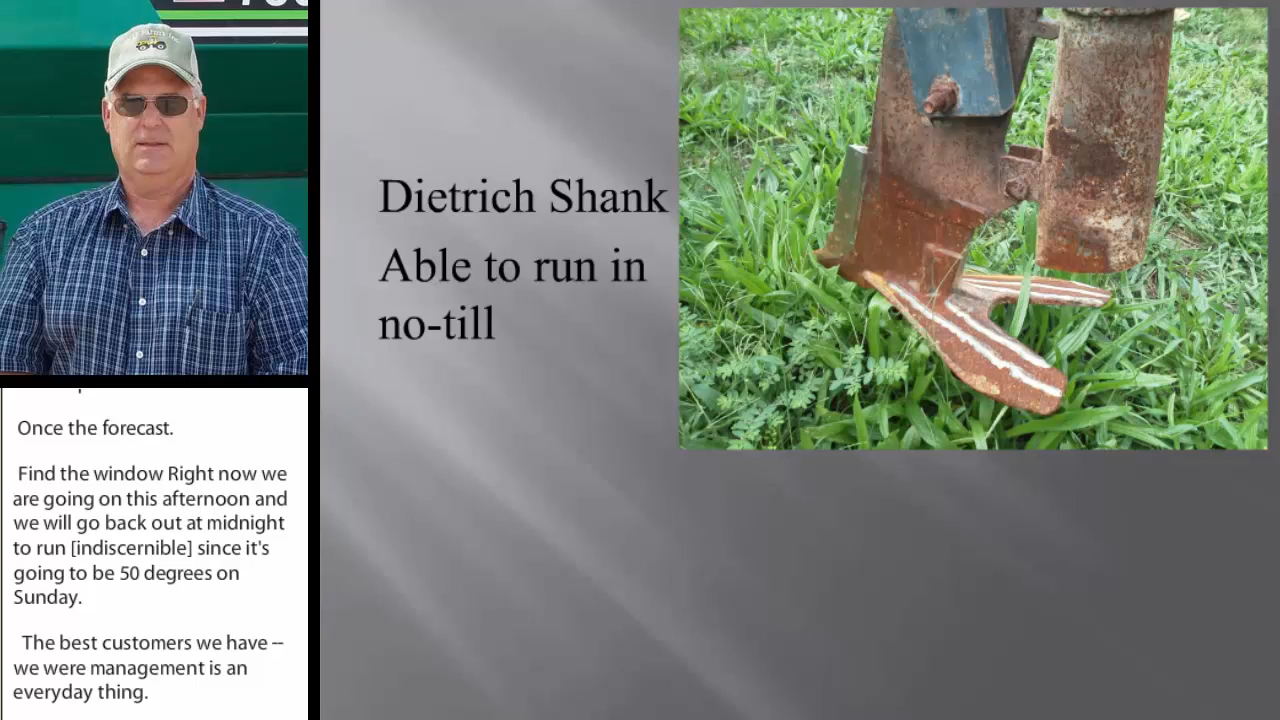 Dietrich Shank
Able to run in
no-till
Once the forecast.
Find the window Right now we
are going on this afternoon and
we will go back out at midnight
to run [indiscernible] since it's
going to be 50 degrees on
Sunday.
The best customers we have --
we were management is an
everyday thing.